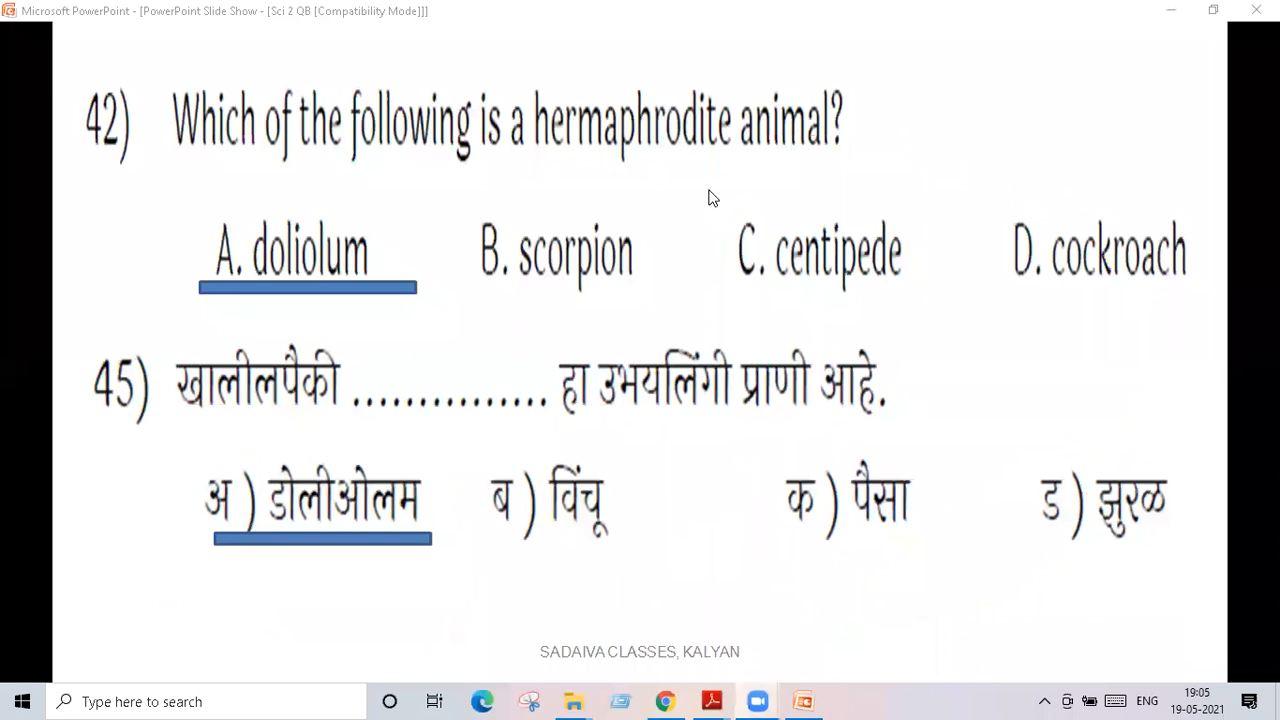 Microsoft PowerPoint - [PowerPoint Slide Show - [Sci 2 QB [Compatibility Mode]]]
42) Which of the following is a hermaphrodite animal?
A. doliolum B. scorpion C. centipede D. cockroach
45) खालीलपैकी ............... हा उभयलिंगी प्राणी आहे.
अ ) डोलीओलम ब ) विंचू क ) पैसा ड ) झुरळ
SADAIVA CLASSES, KALYAN
Type here to search
ENG
19:05
19-05-2021